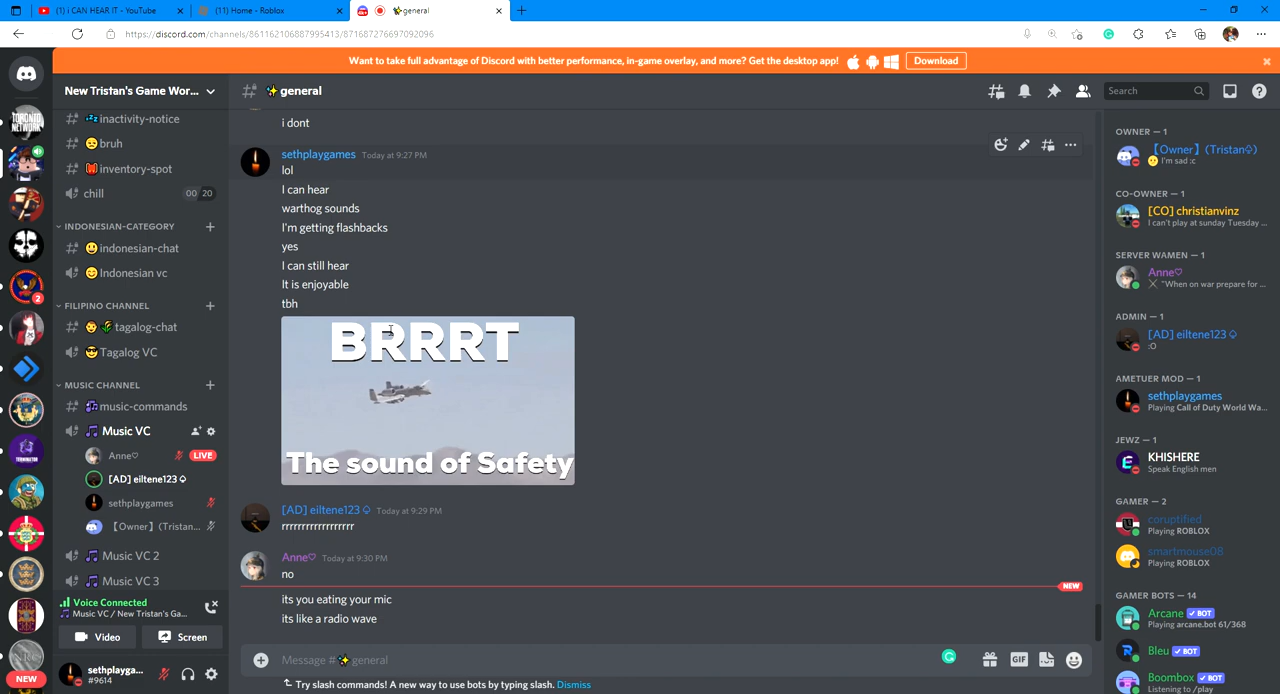 (1) i CAN HEAR IT - YouTube
(11) Home - Roblox
general
https://discord.com/channels/861162106887995413/871687276697092096
Want to take full advantage of Discord with better performance, in-game overlay, and more? Get the desktop app!
Download
New Tristan's Game Wor...
inactivity-notice
bruh
inventory-spot
chill
00 20
INDONESIAN-CATEGORY
indonesian-chat
Indonesian vc
FILIPINO CHANNEL
tagalog-chat
Tagalog VC
MUSIC CHANNEL
music-commands
Music VC
Anne♡
LIVE
[AD] eiltene123
sethplaygames
【Owner】(Tristan...
Music VC 2
Music VC 3
Voice Connected
Music VC / New Tristan's Ga...
Video
Screen
sethplayga...
#9614
TORONTO
NETWORK
2
NEW
general
Search
i dont
sethplaygames Today at 9:27 PM
lol
I can hear
warthog sounds
I'm getting flashbacks
yes
I can still hear
It is enjoyable
tbh
BRRRT
The sound of Safety
[AD] eiltene123 Today at 9:29 PM
rrrrrrrrrrrrrrrrrr
Anne♡ Today at 9:30 PM
no
NEW
its you eating your mic
its like a radio wave
Message # general
GIF
Try slash commands! A new way to use bots by typing slash. Dismiss
OWNER — 1
【Owner】(Tristan)
I'm sad :c
CO-OWNER — 1
[CO] christianvinz
I can't play at sunday Tuesday ...
SERVER WAMEN — 1
Anne♡
"When on war prepare for ...
ADMIN — 1
[AD] eiltene123
:O
AMETUER MOD — 1
sethplaygames
Playing Call of Duty World Wa...
JEWZ — 1
KHISHERE
Speak English men
GAMER — 2
coruptified
Playing ROBLOX
smartmouse08
Playing ROBLOX
GAMER BOTS — 14
Arcane BOT
Playing arcane.bot 61/368
Bleu BOT
Boombox BOT
Listening to /play